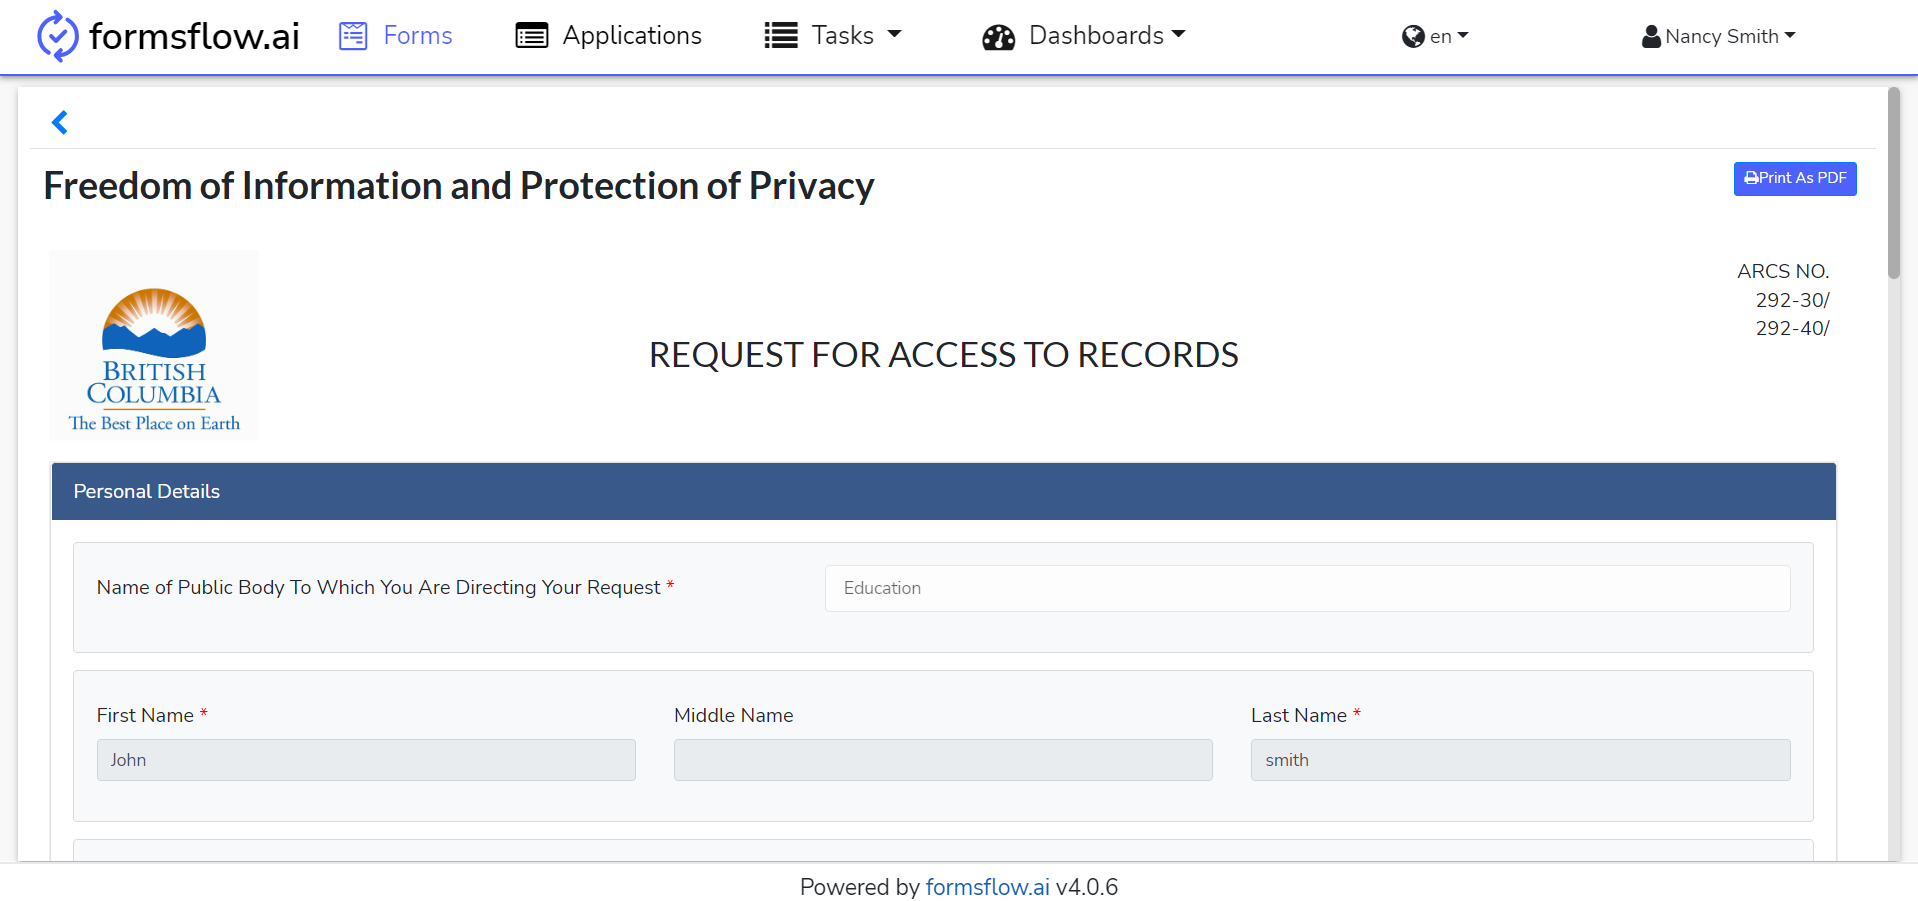 formsflow.ai Forms Applications Tasks Dashboards en Nancy Smith
Freedom of Information and Protection of Privacy
Print As PDF
BRITISH
COLUMBIA
The Best Place on Earth
REQUEST FOR ACCESS TO RECORDS
ARCS NO.
292-30/
292-40/
Personal Details
Name of Public Body To Which You Are Directing Your Request * Education
First Name * Middle Name Last Name *
John smith
Powered by formsflow.ai v4.0.6